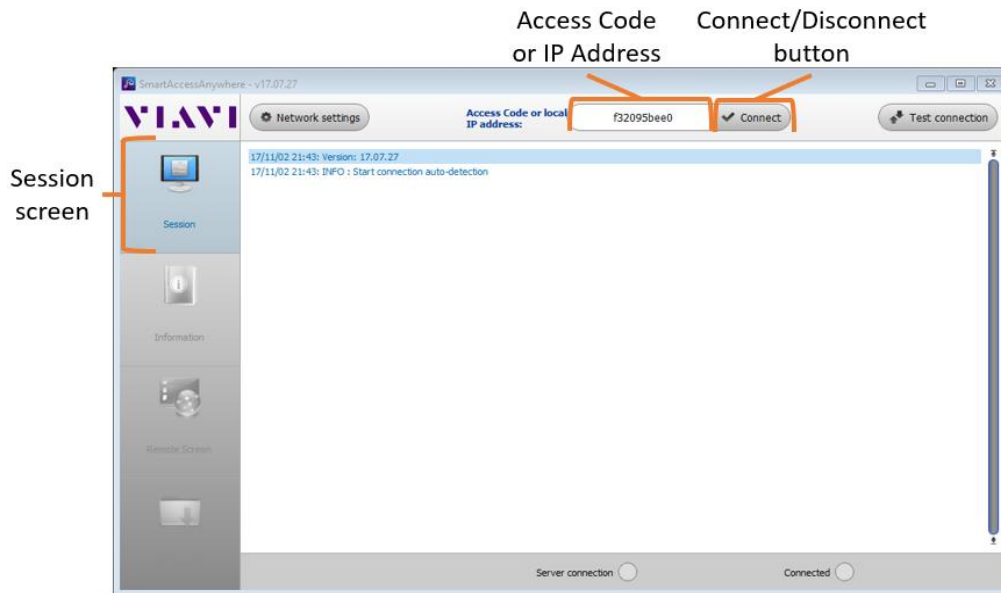 Access Code
or IP Address
Connect/Disconnect
button
SmartAccessAnywhere - v17.07.27
VIAVI
Network settings
Access Code or local
IP address:
f32095bee0
Connect
Test connection
Session
screen
17/11/02 21:43: Version: 17.07.27
17/11/02 21:43: INFO : Start connection auto-detection
Session
Information
Remote Screen
Server connection
Connected